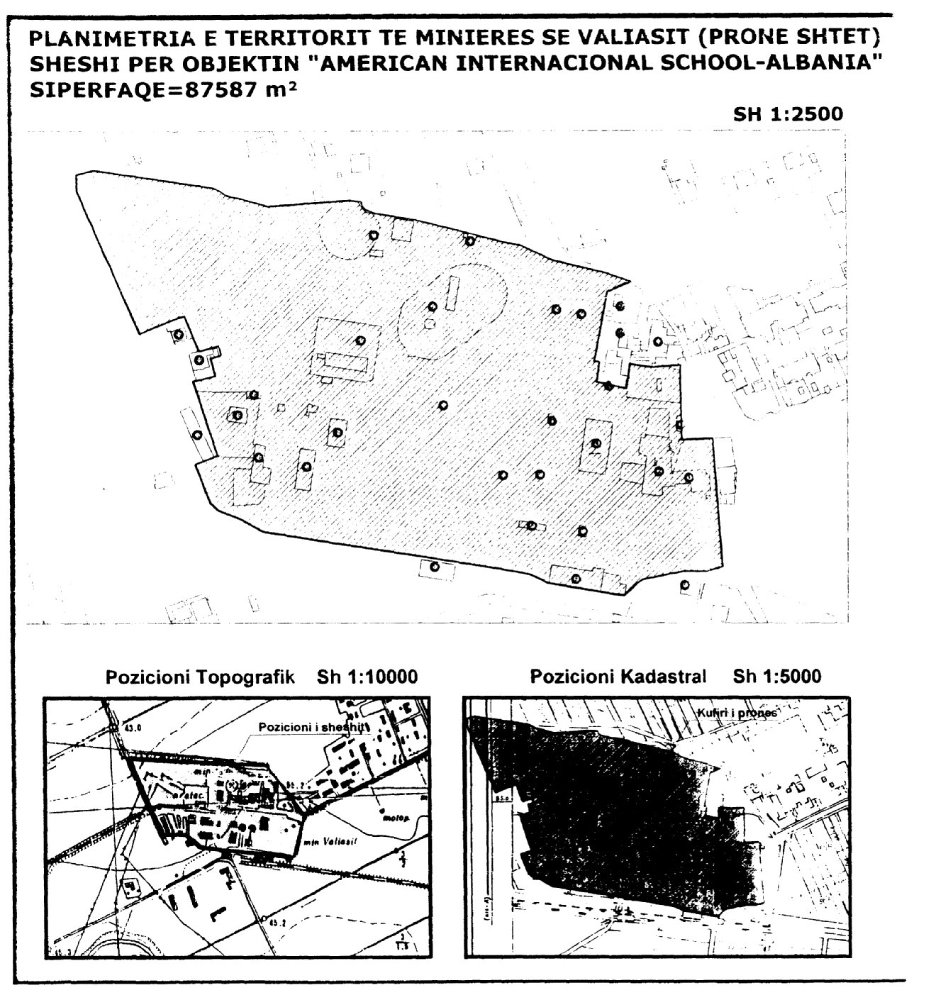 PLANIMETRIA E TERRITORIT TE MINIERES SE VALIASIT (PRONE SHTET)
SHESHI PER OBJEKTIN "AMERICAN INTERNACIONAL SCHOOL-ALBANIA"
SIPERFAQE=87587 m²
SH 1:2500
Pozicioni Topografik Sh 1:10000
Pozicioni Kadastral Sh 1:5000
43.0
Pozicioni i sheshit
motop.
min Valiasit
45.2
45.3
Kufiri i prones